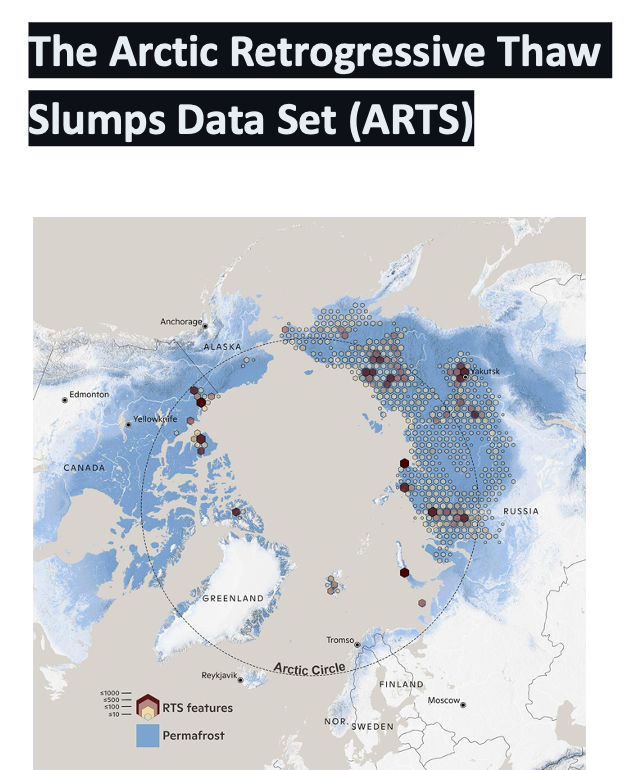 The Arctic Retrogressive Thaw
Slumps Data Set (ARTS)
Anchorage
ALASKA
Yakutsk
Edmonton
Yellowknife
CANADA
RUSSIA
GREENLAND
Tromso
Arctic Circle
Reykjavik
FINLAND
Moscow
NOR.
SWEDEN
≤1000
≤500
≤100
≤10
RTS features
Permafrost